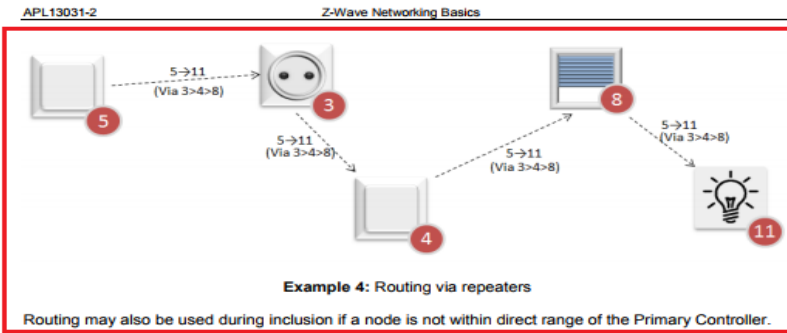 APL13031-2 Z-Wave Networking Basics
5→11
(Via 3>4>8)
5
3
5→11
(Via 3>4>8)
4
5→11
(Via 3>4>8)
8
5→11
(Via 3>4>8)
11
Example 4: Routing via repeaters
Routing may also be used during inclusion if a node is not within direct range of the Primary Controller.